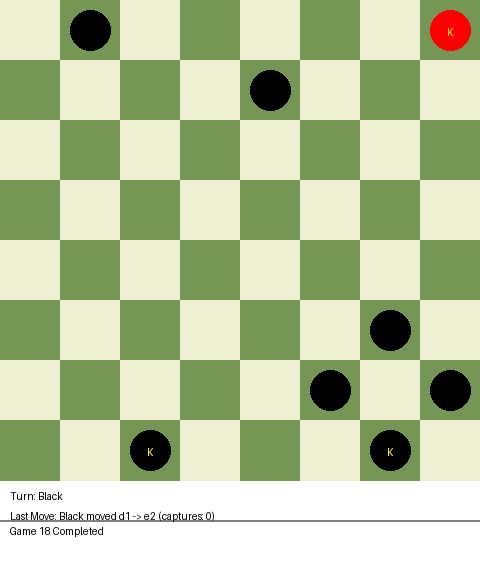 K
K
K
Turn: Black
Last Move: Black moved d1 -> e2 (captures: 0)
Game 18 Completed